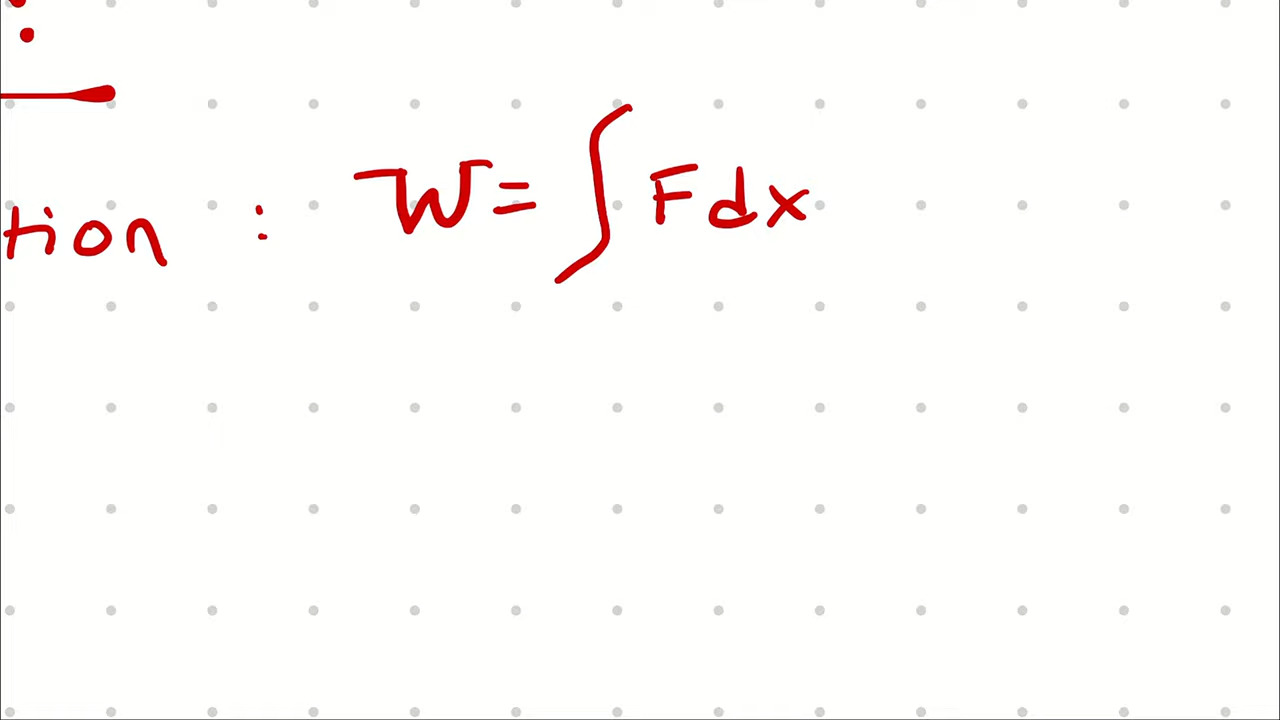 tion : W = ∫ F dx